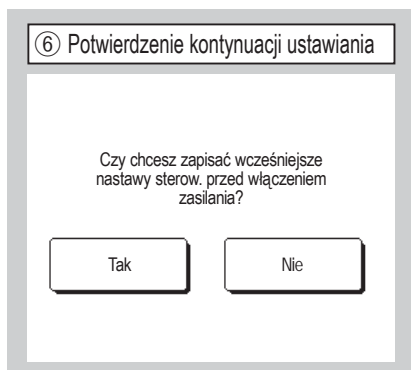 ⑥ Potwierdzenie kontynuacji ustawiania
Czy chcesz zapisać wcześniejsze
nastawy sterow. przed włączeniem
zasilania?
Tak
Nie